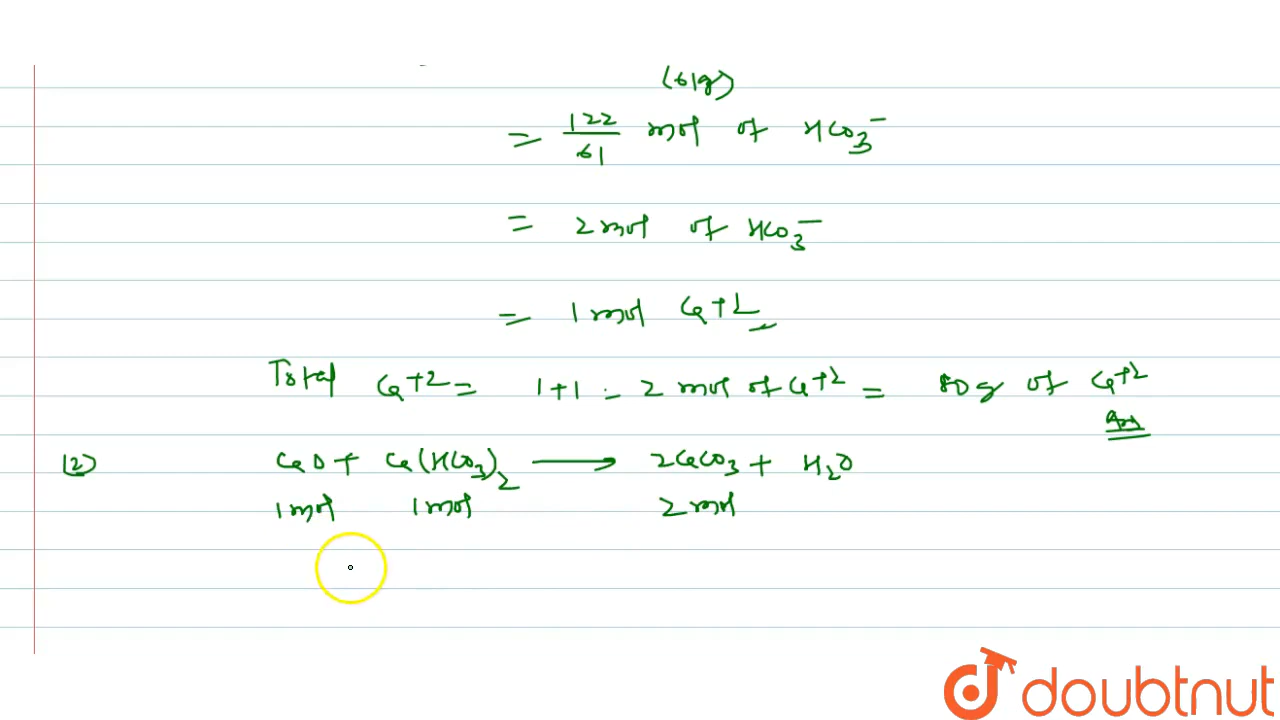 (61g)
= 122/61 mol of HCO3⁻
= 2 mol of HCO3⁻
= 1 mol Ca+2
Total Ca+2 = 1+1 = 2 mol of Ca+2 = 80g of Ca+2
Ans
(2) CaO + Ca(HCO3)2 ⟶ 2CaCO3 + H2O
1mol 1mol 2 mol
doubtnut